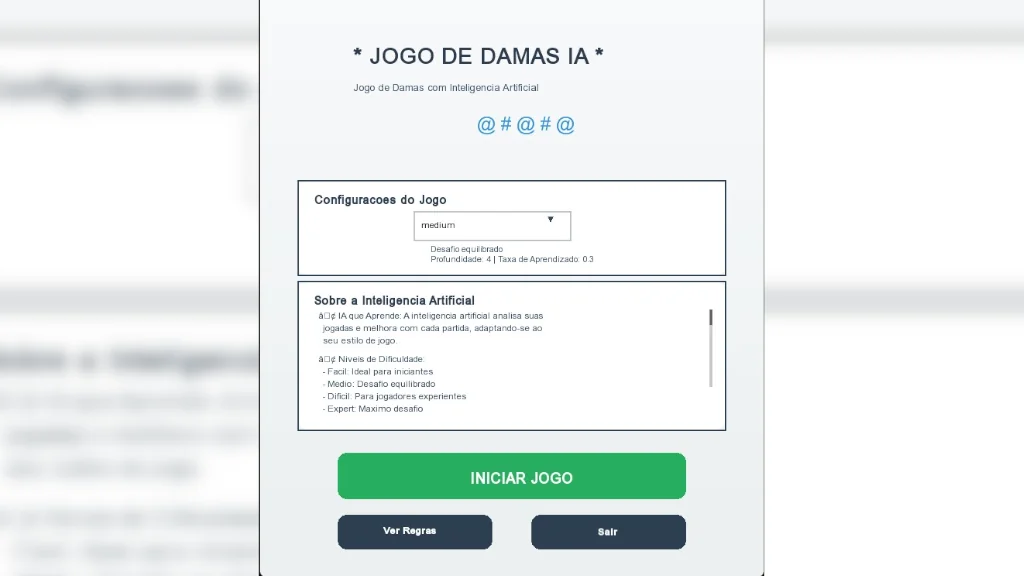 * JOGO DE DAMAS IA *
Jogo de Damas com Inteligencia Artificial
@ # @ # @
Configuracoes do Jogo
medium ▼
Desafio equilibrado
Profundidade: 4 | Taxa de Aprendizado: 0.3
Sobre a Inteligencia Artificial
â□¢ IA que Aprende: A inteligencia artificial analisa suas
jogadas e melhora com cada partida, adaptando-se ao
seu estilo de jogo.
â□¢ Niveis de Dificuldade:
- Facil: Ideal para iniciantes
- Medio: Desafio equilibrado
- Dificil: Para jogadores experientes
- Expert: Maximo desafio
INICIAR JOGO
Ver Regras
Sair